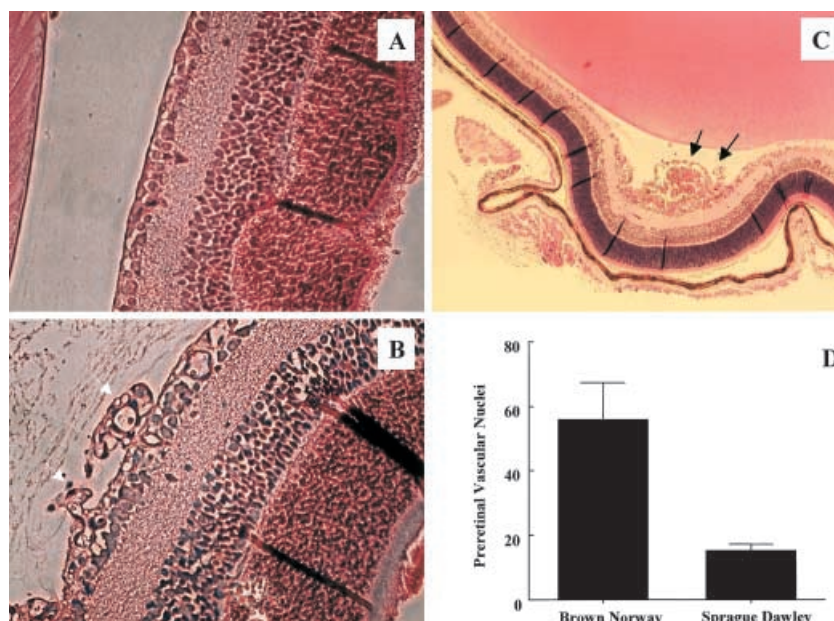 A
C
B
D
80
60
40
20
0
Preretinal Vascular Nuclei
Brown Norway
Sprague Dawley